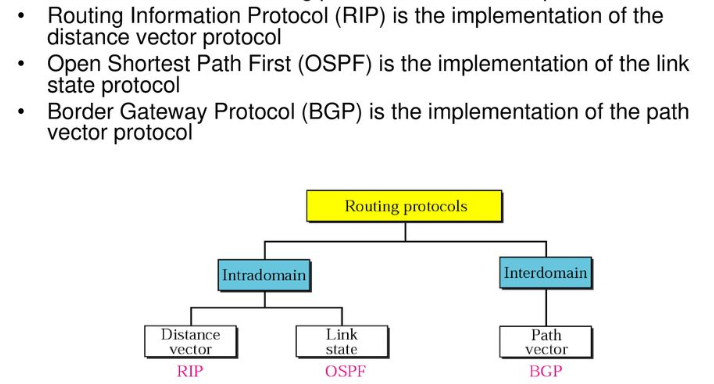 • Routing Information Protocol (RIP) is the implementation of the
distance vector protocol
• Open Shortest Path First (OSPF) is the implementation of the link
state protocol
• Border Gateway Protocol (BGP) is the implementation of the path
vector protocol
Routing protocols
Intradomain
Interdomain
Distance
vector
Link
state
Path
vector
RIP
OSPF
BGP